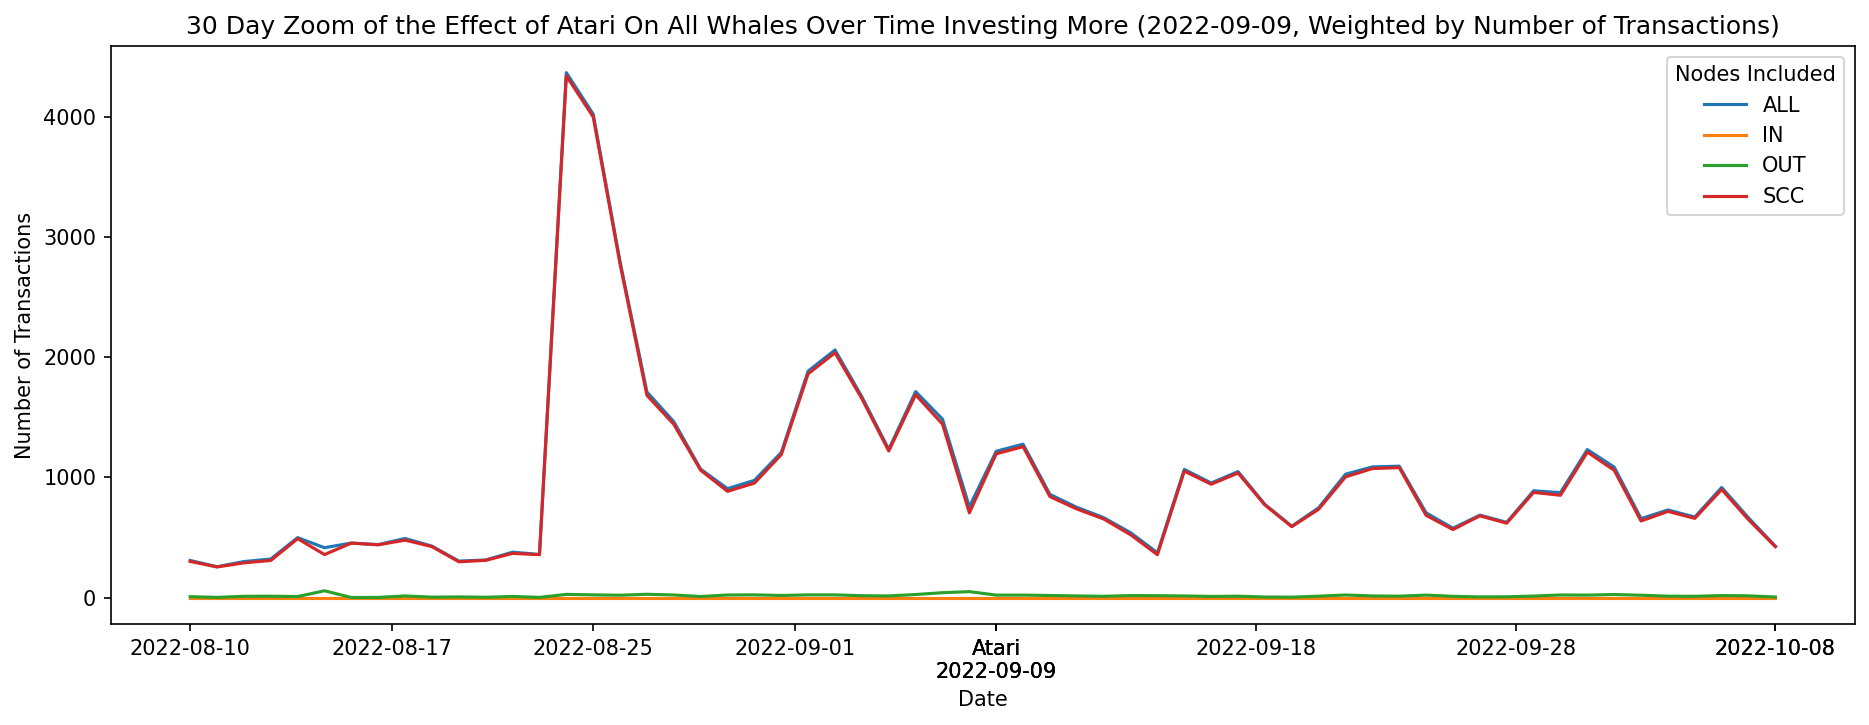 30 Day Zoom of the Effect of Atari On All Whales Over Time Investing More (2022-09-09, Weighted by Number of Transactions)
Nodes Included
ALL
IN
OUT
SCC
Number of Transactions
4000
3000
2000
1000
0
2022-08-10
2022-08-17
2022-08-25
2022-09-01
Atari
2022-09-09
2022-09-18
2022-09-28
2022-10-08
Date